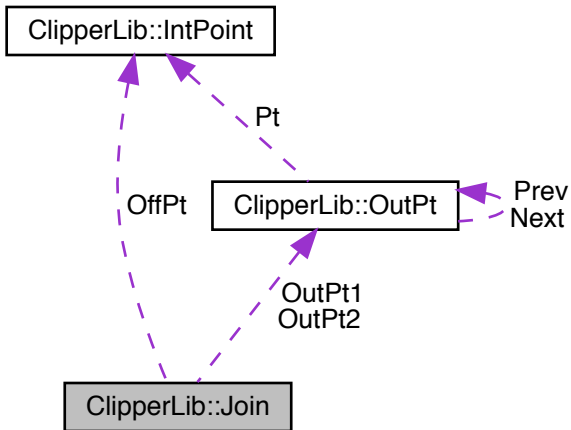 ClipperLib::IntPoint
Pt
OffPt
ClipperLib::OutPt
Prev
Next
OutPt1
OutPt2
ClipperLib::Join